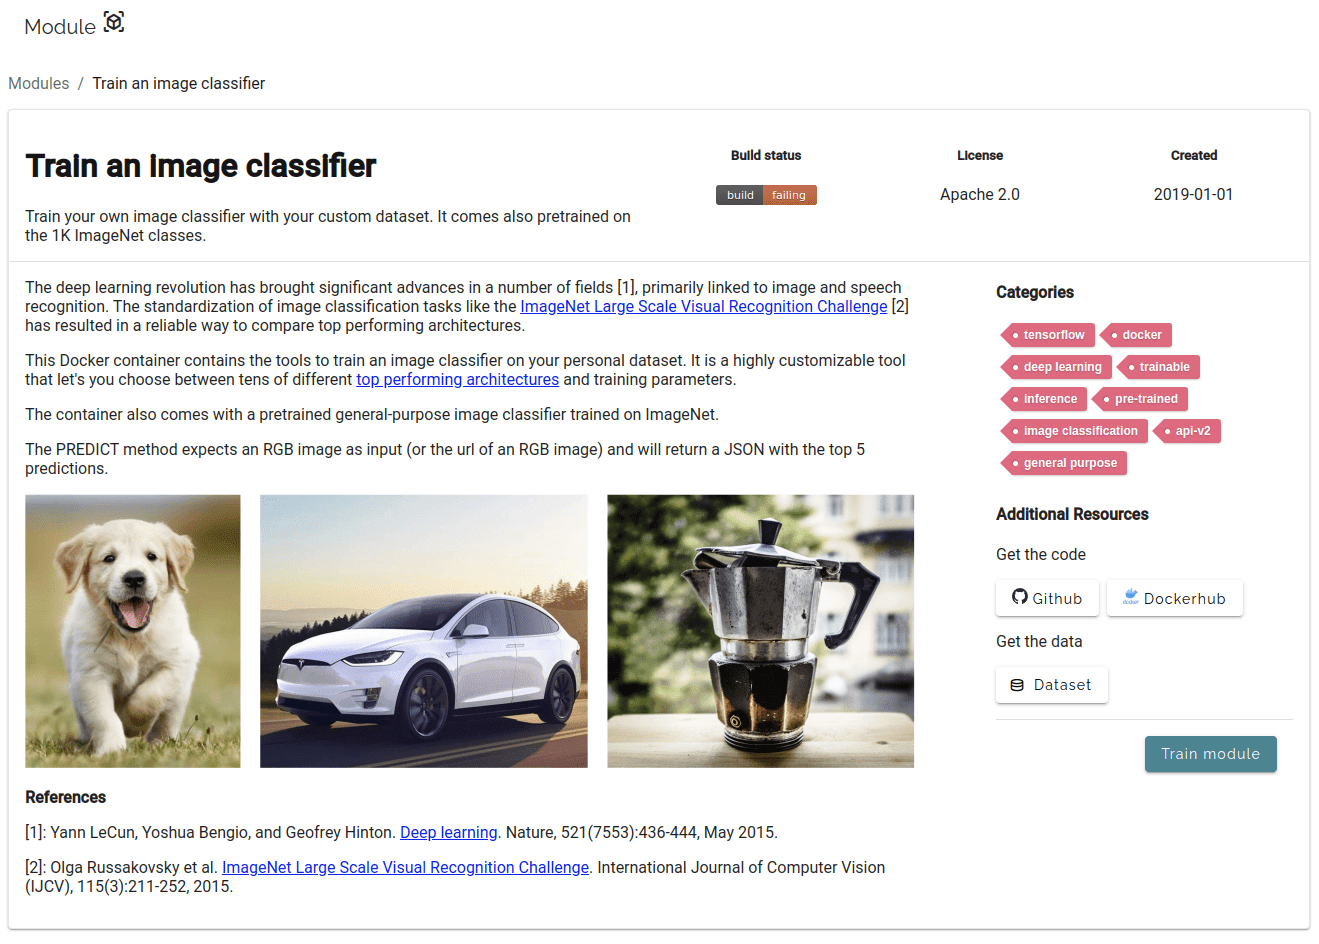 Module
Modules / Train an image classifier
Train an image classifier
Train your own image classifier with your custom dataset. It comes also pretrained on
the 1K ImageNet classes.
Build status
build failing
License
Apache 2.0
Created
2019-01-01
The deep learning revolution has brought significant advances in a number of fields [1], primarily linked to image and speech
recognition. The standardization of image classification tasks like the ImageNet Large Scale Visual Recognition Challenge [2]
has resulted in a reliable way to compare top performing architectures.
This Docker container contains the tools to train an image classifier on your personal dataset. It is a highly customizable tool
that let's you choose between tens of different top performing architectures and training parameters.
The container also comes with a pretrained general-purpose image classifier trained on ImageNet.
The PREDICT method expects an RGB image as input (or the url of an RGB image) and will return a JSON with the top 5
predictions.
References
[1]: Yann LeCun, Yoshua Bengio, and Geofrey Hinton. Deep learning. Nature, 521(7553):436-444, May 2015.
[2]: Olga Russakovsky et al. ImageNet Large Scale Visual Recognition Challenge. International Journal of Computer Vision
(IJCV), 115(3):211-252, 2015.
Categories
tensorflow docker
deep learning trainable
inference pre-trained
image classification api-v2
general purpose
Additional Resources
Get the code
Github docker Dockerhub
Get the data
Dataset
Train module